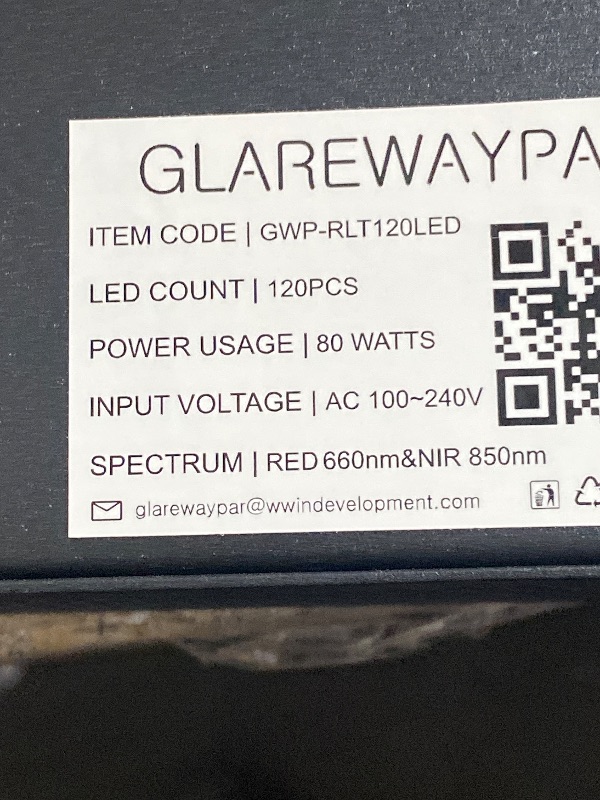 GLAREWAYPA
ITEM CODE | GWP-RLT120LED
LED COUNT | 120PCS
POWER USAGE | 80 WATTS
INPUT VOLTAGE | AC 100~240V
SPECTRUM | RED 660nm&NIR 850nm
glarewaypar@wwindevelopment.com